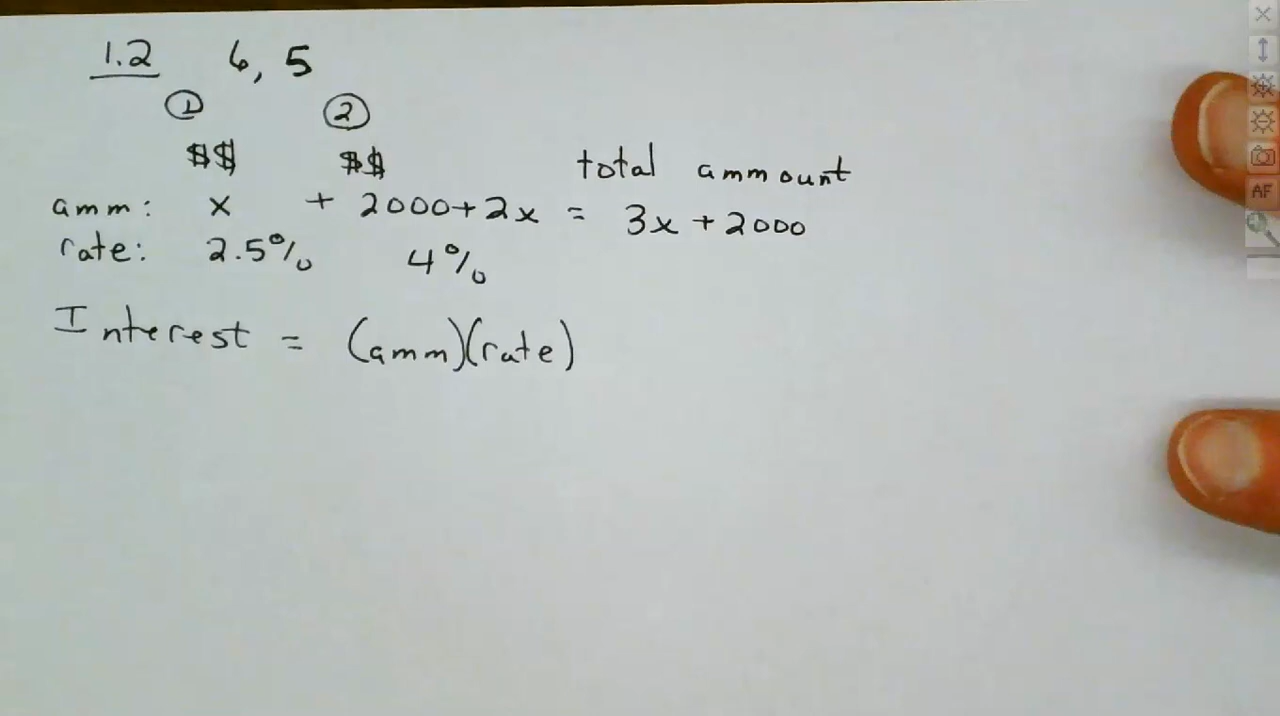 1.2 6, 5
① ②
$$ $$ total ammount
amm: x + 2000+2x = 3x + 2000
rate: 2.5% 4%
Interest = (amm)(rate)
AF